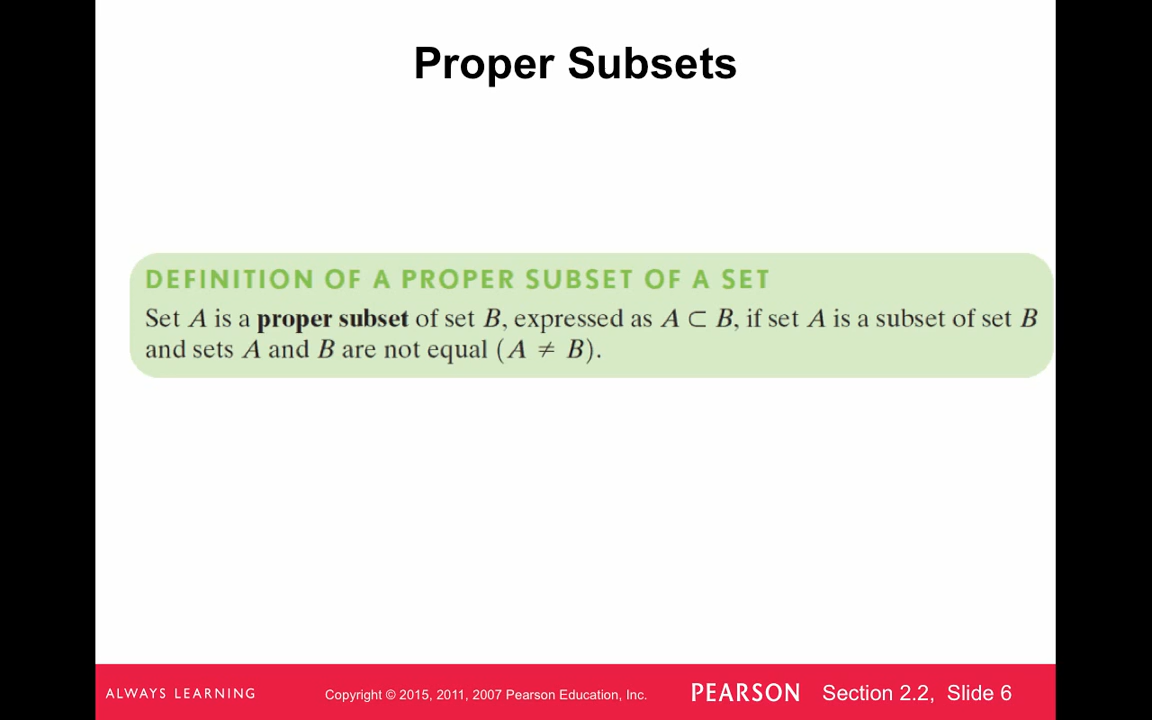 Proper Subsets
DEFINITION OF A PROPER SUBSET OF A SET
Set A is a proper subset of set B, expressed as A ⊂ B, if set A is a subset of set B
and sets A and B are not equal (A ≠ B).
ALWAYS LEARNING Copyright © 2015, 2011, 2007 Pearson Education, Inc. PEARSON Section 2.2, Slide 6